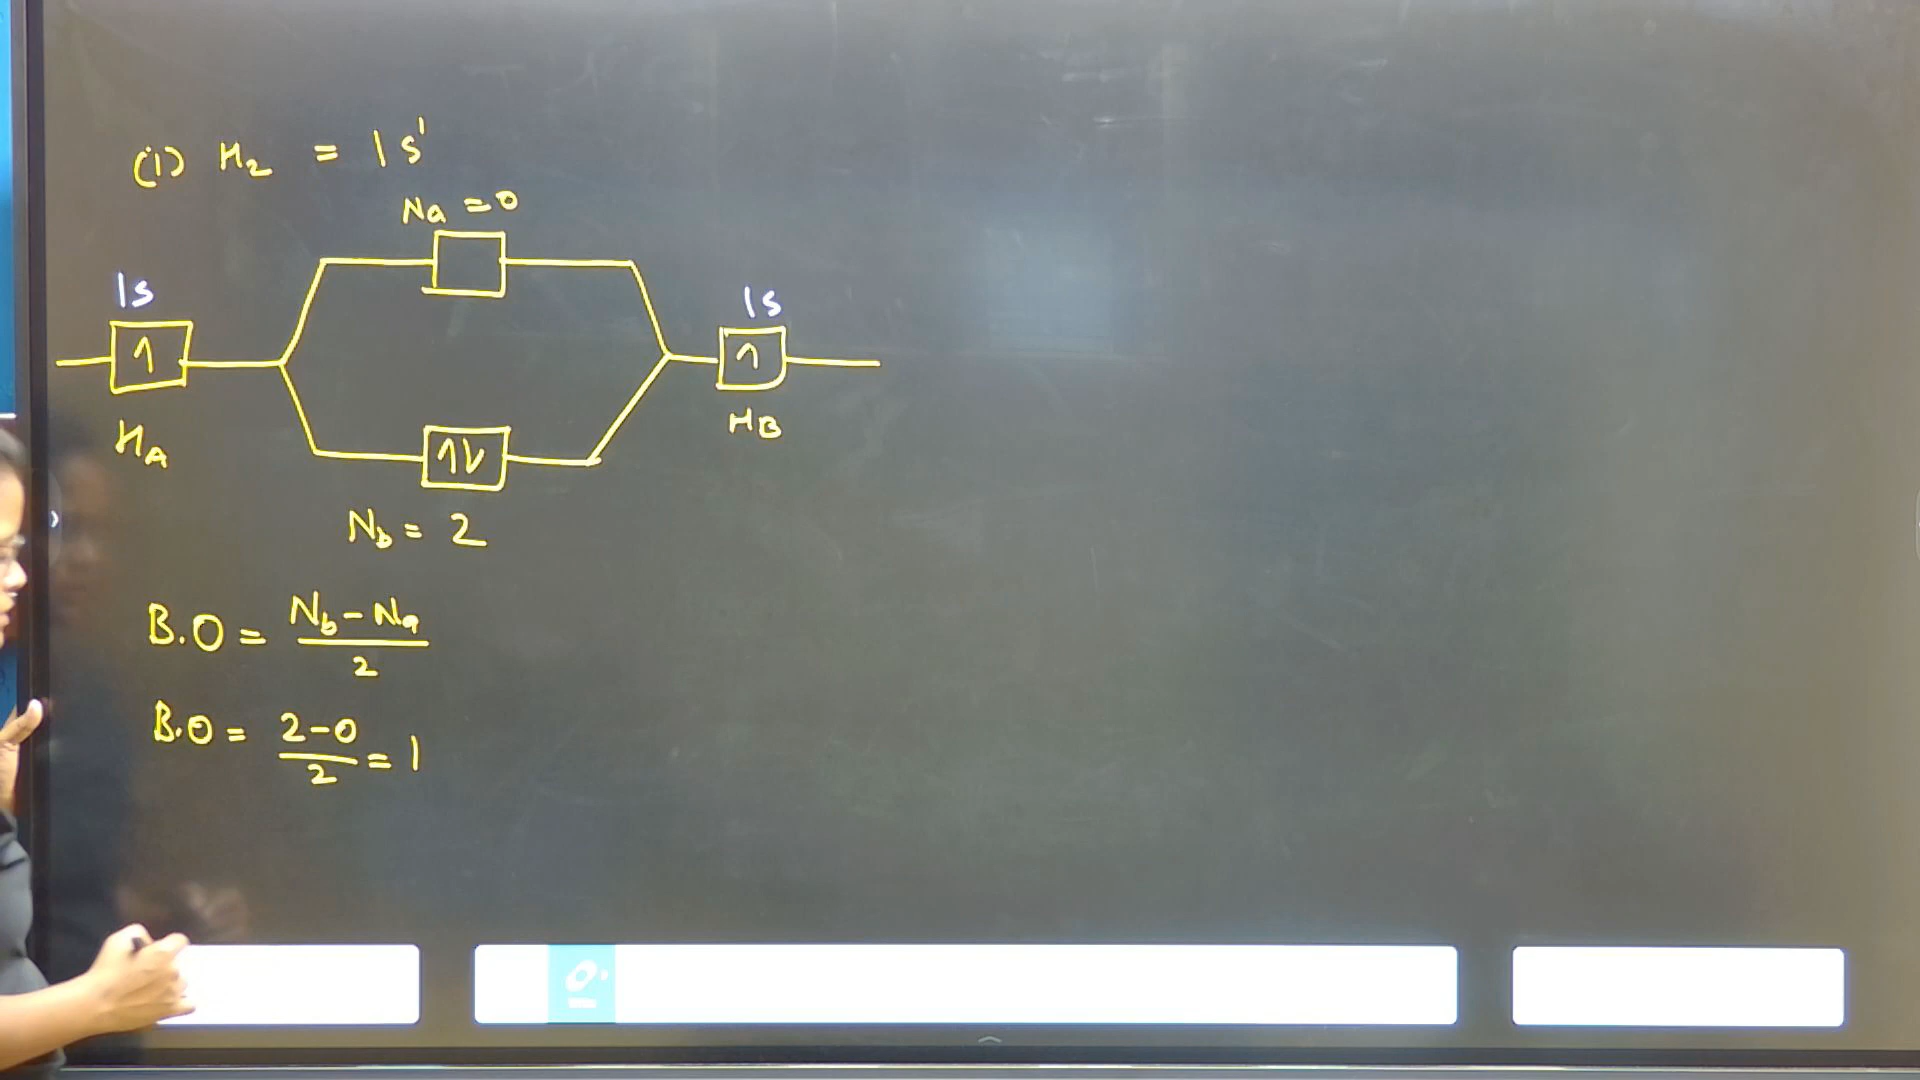 (1) H₂ = 1s¹
Na = 0
1s
1s
↿
↿
H_A
H_B
↿⇂
N_b = 2
B.O = (N_b - N_a)/2
B.O = (2-0)/2 = 1